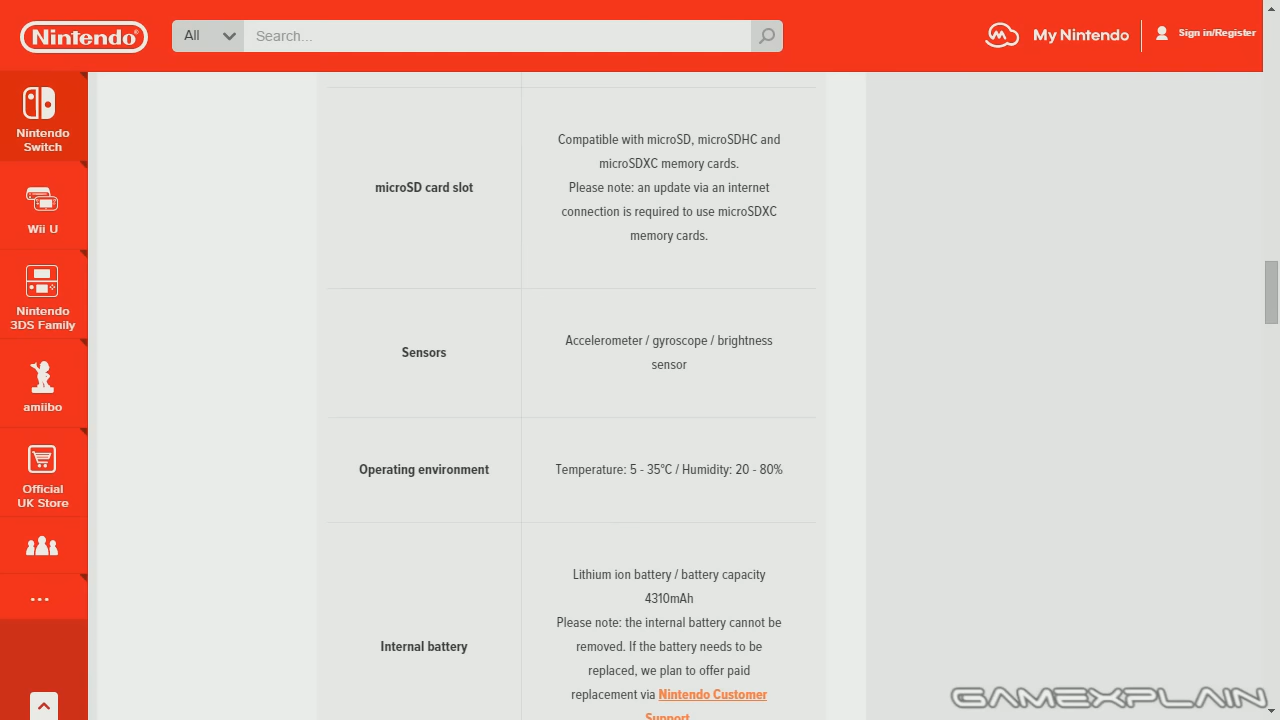 Nintendo®
All
Search...
My Nintendo
Sign in/Register
Nintendo
Switch
Wii U
Nintendo
3DS Family
amiibo
Official
UK Store
...
microSD card slot
Compatible with microSD, microSDHC and
microSDXC memory cards.
Please note: an update via an internet
connection is required to use microSDXC
memory cards.
Sensors
Accelerometer / gyroscope / brightness
sensor
Operating environment
Temperature: 5 - 35°C / Humidity: 20 - 80%
Internal battery
Lithium ion battery / battery capacity
4310mAh
Please note: the internal battery cannot be
removed. If the battery needs to be
replaced, we plan to offer paid
replacement via Nintendo Customer
Support
GAMEXPLAIN